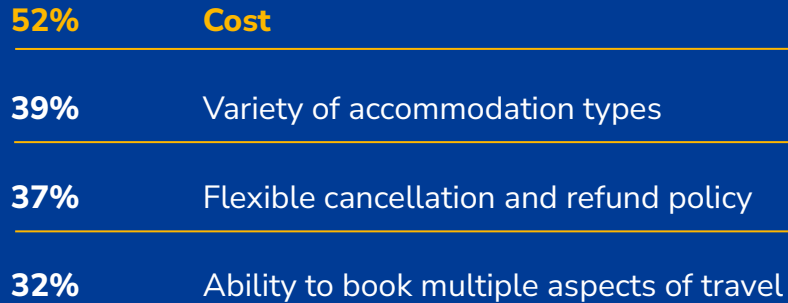 52% Cost
39% Variety of accommodation types
37% Flexible cancellation and refund policy
32% Ability to book multiple aspects of travel